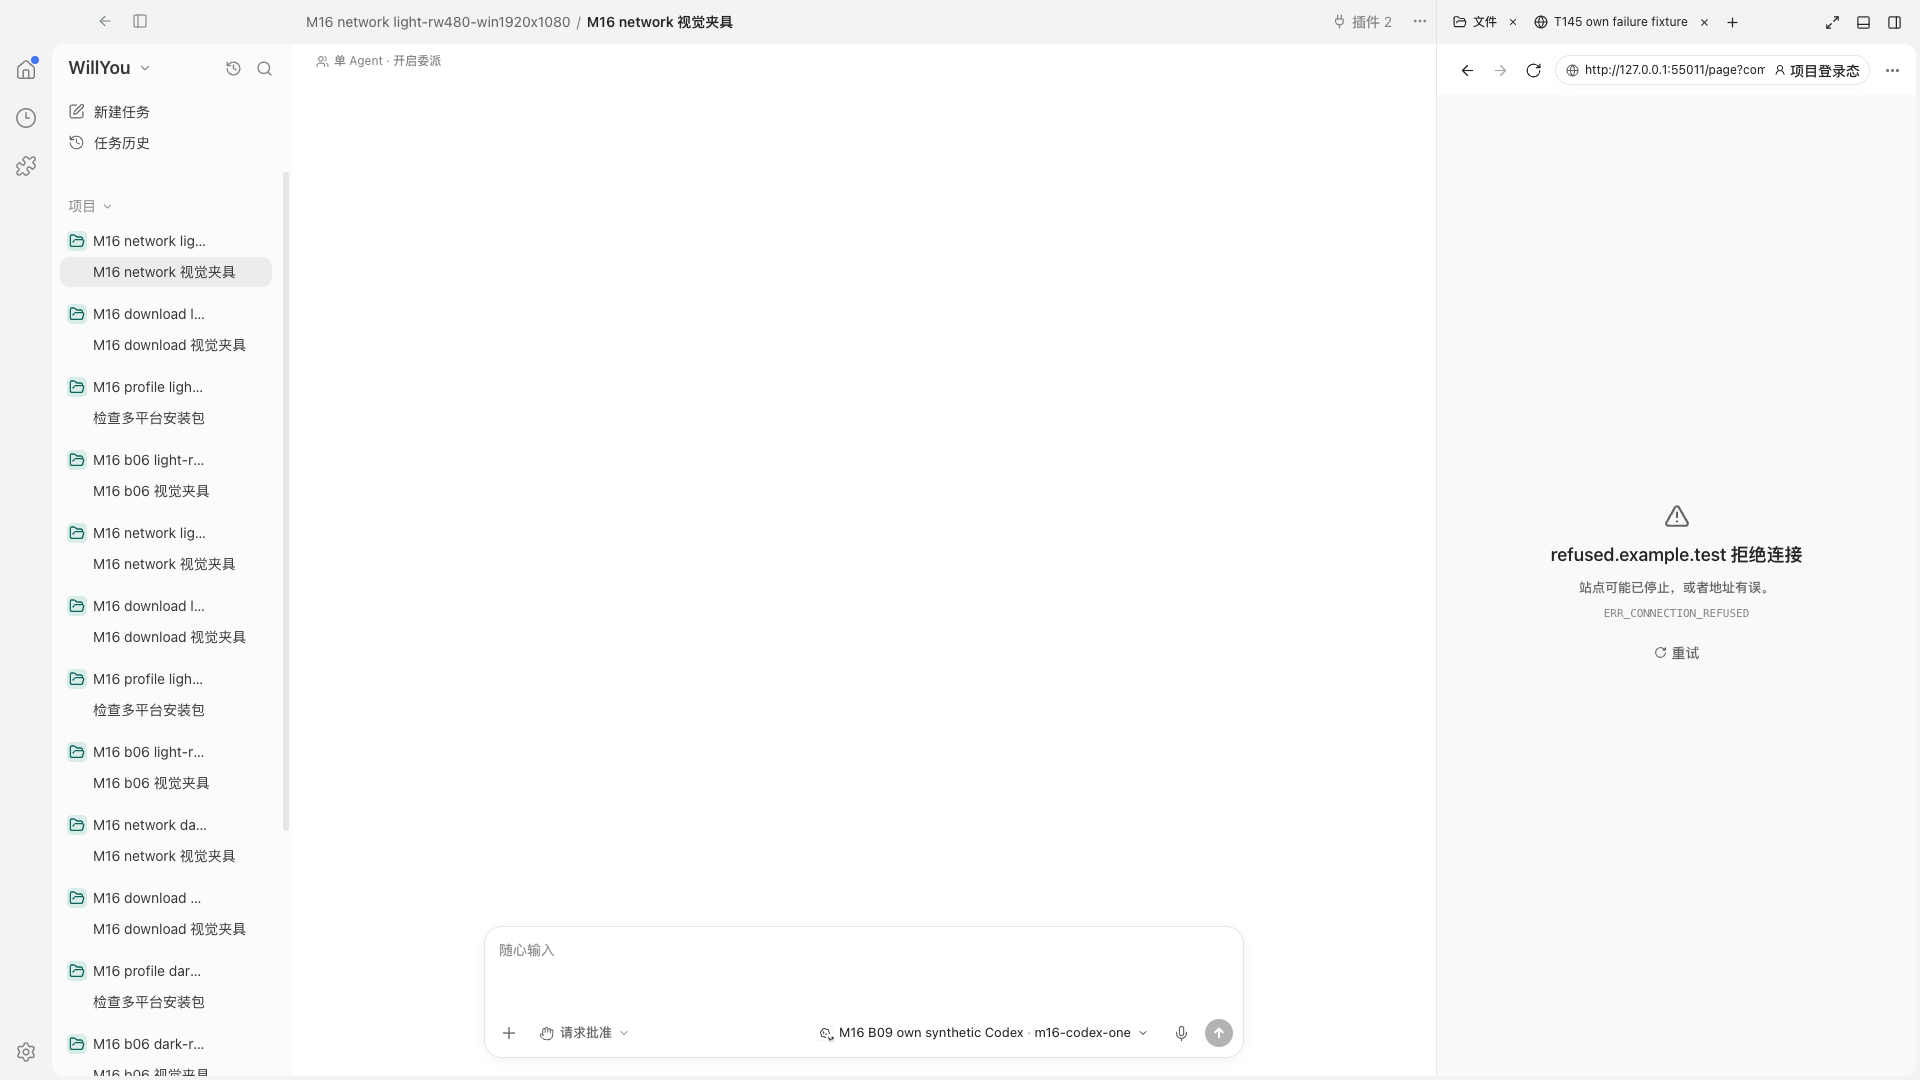 M16 network light-rw480-win1920x1080 / M16 network 视觉夹具
插件 2
文件
T145 own failure fixture
WillYou
单 Agent · 开启委派
http://127.0.0.1:55011/page?com
项目登录态
新建任务
任务历史
项目
M16 network lig...
M16 network 视觉夹具
M16 download l...
M16 download 视觉夹具
M16 profile ligh...
检查多平台安装包
M16 b06 light-r...
M16 b06 视觉夹具
M16 network lig...
M16 network 视觉夹具
M16 download l...
M16 download 视觉夹具
M16 profile ligh...
检查多平台安装包
M16 b06 light-r...
M16 b06 视觉夹具
M16 network da...
M16 network 视觉夹具
M16 download ...
M16 download 视觉夹具
M16 profile dar...
检查多平台安装包
M16 b06 dark-r...
M16 b06 视觉夹具
refused.example.test 拒绝连接
站点可能已停止，或者地址有误。
ERR_CONNECTION_REFUSED
重试
随心输入
请求批准
M16 B09 own synthetic Codex · m16-codex-one